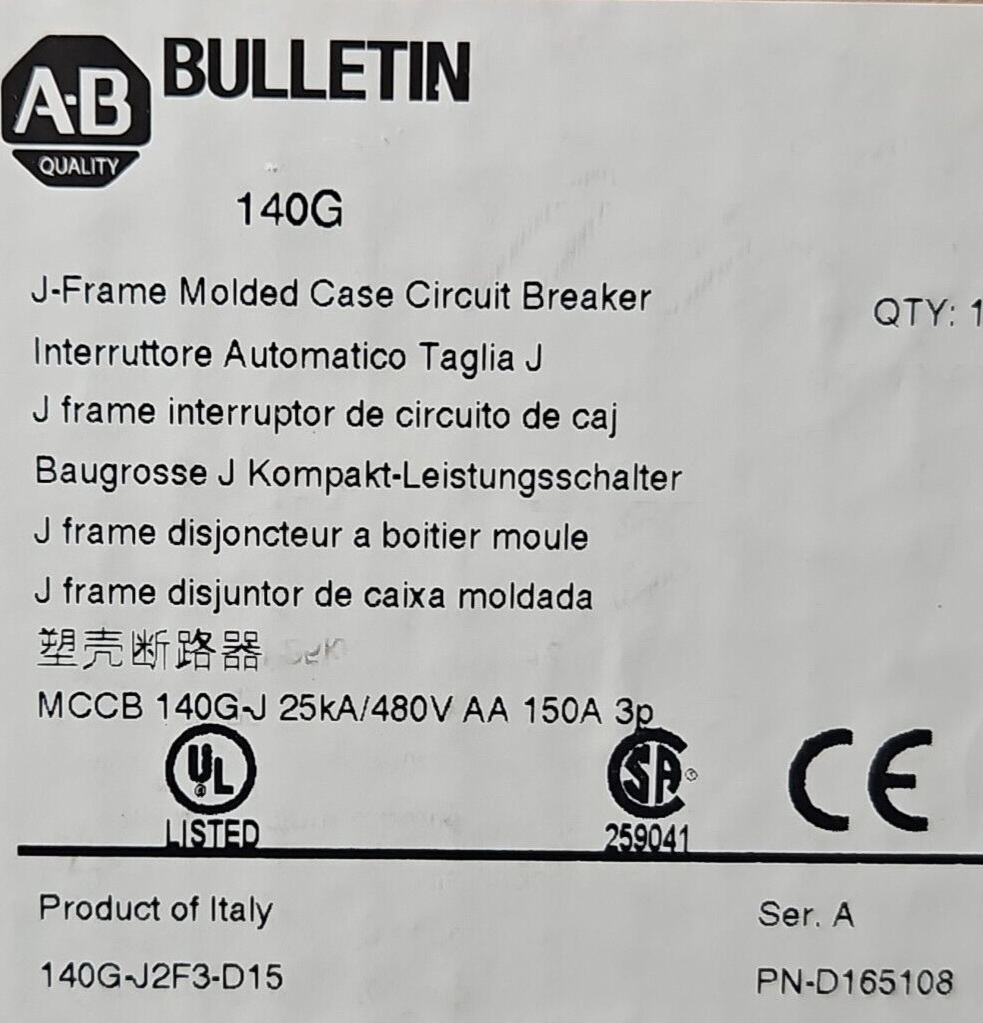 A-B
QUALITY
BULLETIN
140G
J-Frame Molded Case Circuit Breaker
QTY: 1
Interruttore Automatico Taglia J
J frame interruptor de circuito de caj
Baugrosse J Kompakt-Leistungsschalter
J frame disjoncteur a boitier moule
J frame disjuntor de caixa moldada
塑壳断路器
MCCB 140G-J 25kA/480V AA 150A 3p
UL
LISTED
SA
259041
CE
Product of Italy
Ser. A
140G-J2F3-D15
PN-D165108